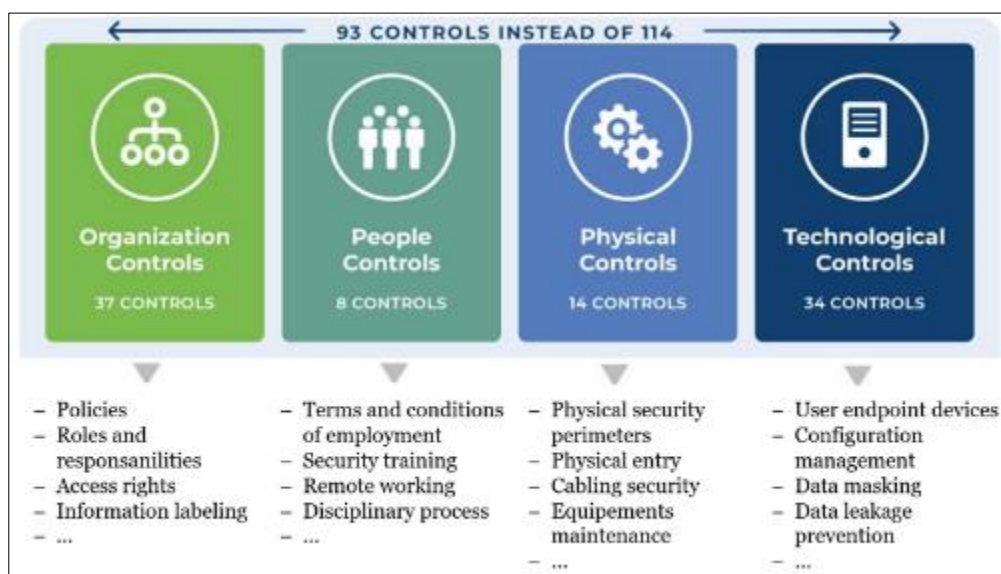 93 CONTROLS INSTEAD OF 114
Organization
Controls
37 CONTROLS
People
Controls
8 CONTROLS
Physical
Controls
14 CONTROLS
Technological
Controls
34 CONTROLS
– Policies
– Roles and
responsanilities
– Access rights
– Information labeling
– ...
– Terms and conditions
of employment
– Security training
– Remote working
– Disciplinary process
– ...
– Physical security
perimeters
– Physical entry
– Cabling security
– Equipements
maintenance
– ...
– User endpoint devices
– Configuration
management
– Data masking
– Data leakage
prevention
– ...